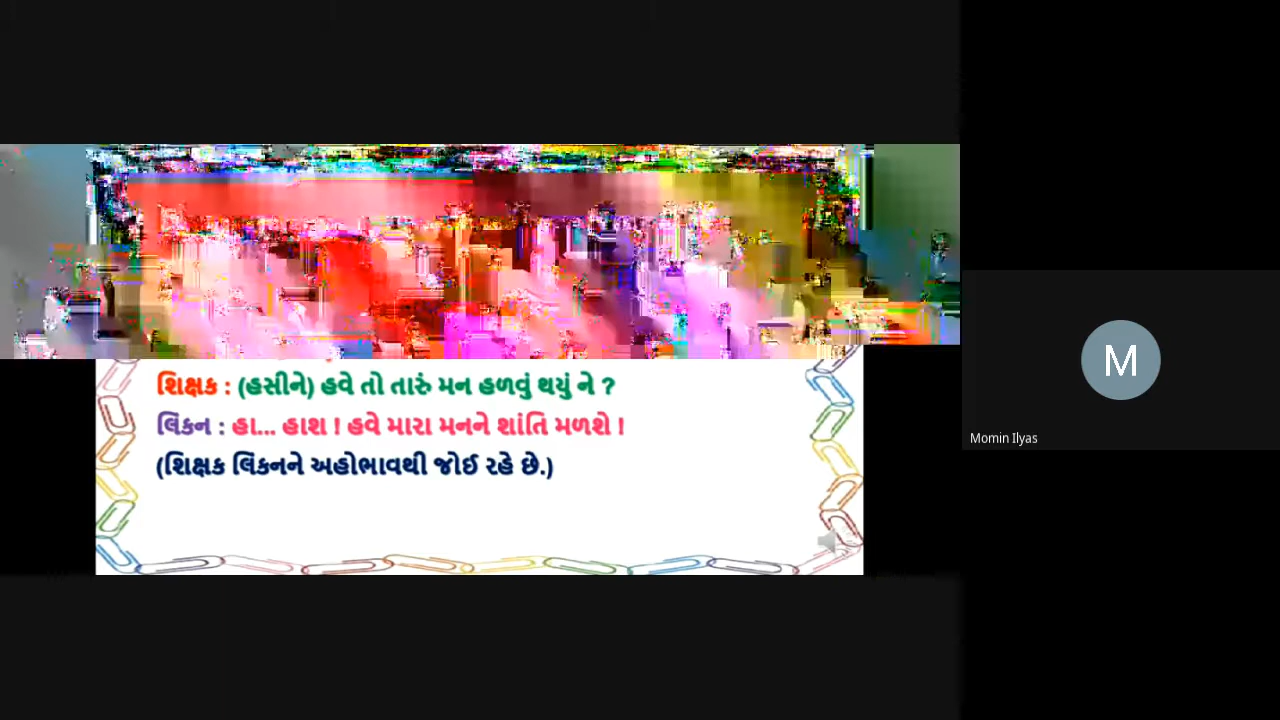 શિક્ષક : (હસીને) હવે તો તારું મન હળવું થયું ને ?
લિંકન : હા... હાશ ! હવે મારા મનને શાંતિ મળશે !
(શિક્ષક લિંકનને અહોભાવથી જોઈ રહે છે.)
M
Momin Ilyas